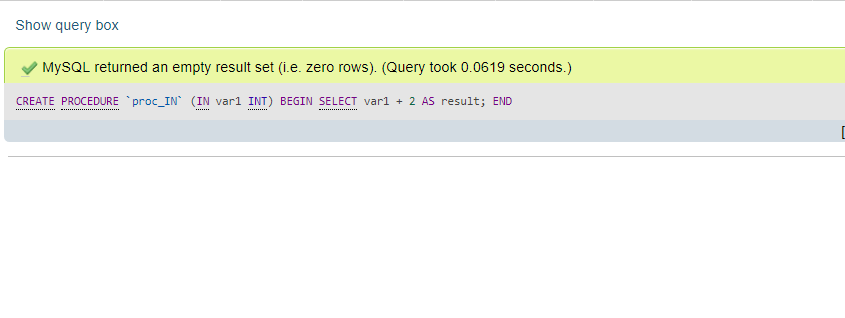 Show query box
MySQL returned an empty result set (i.e. zero rows). (Query took 0.0619 seconds.)
CREATE PROCEDURE `proc_IN` (IN var1 INT) BEGIN SELECT var1 + 2 AS result; END
[